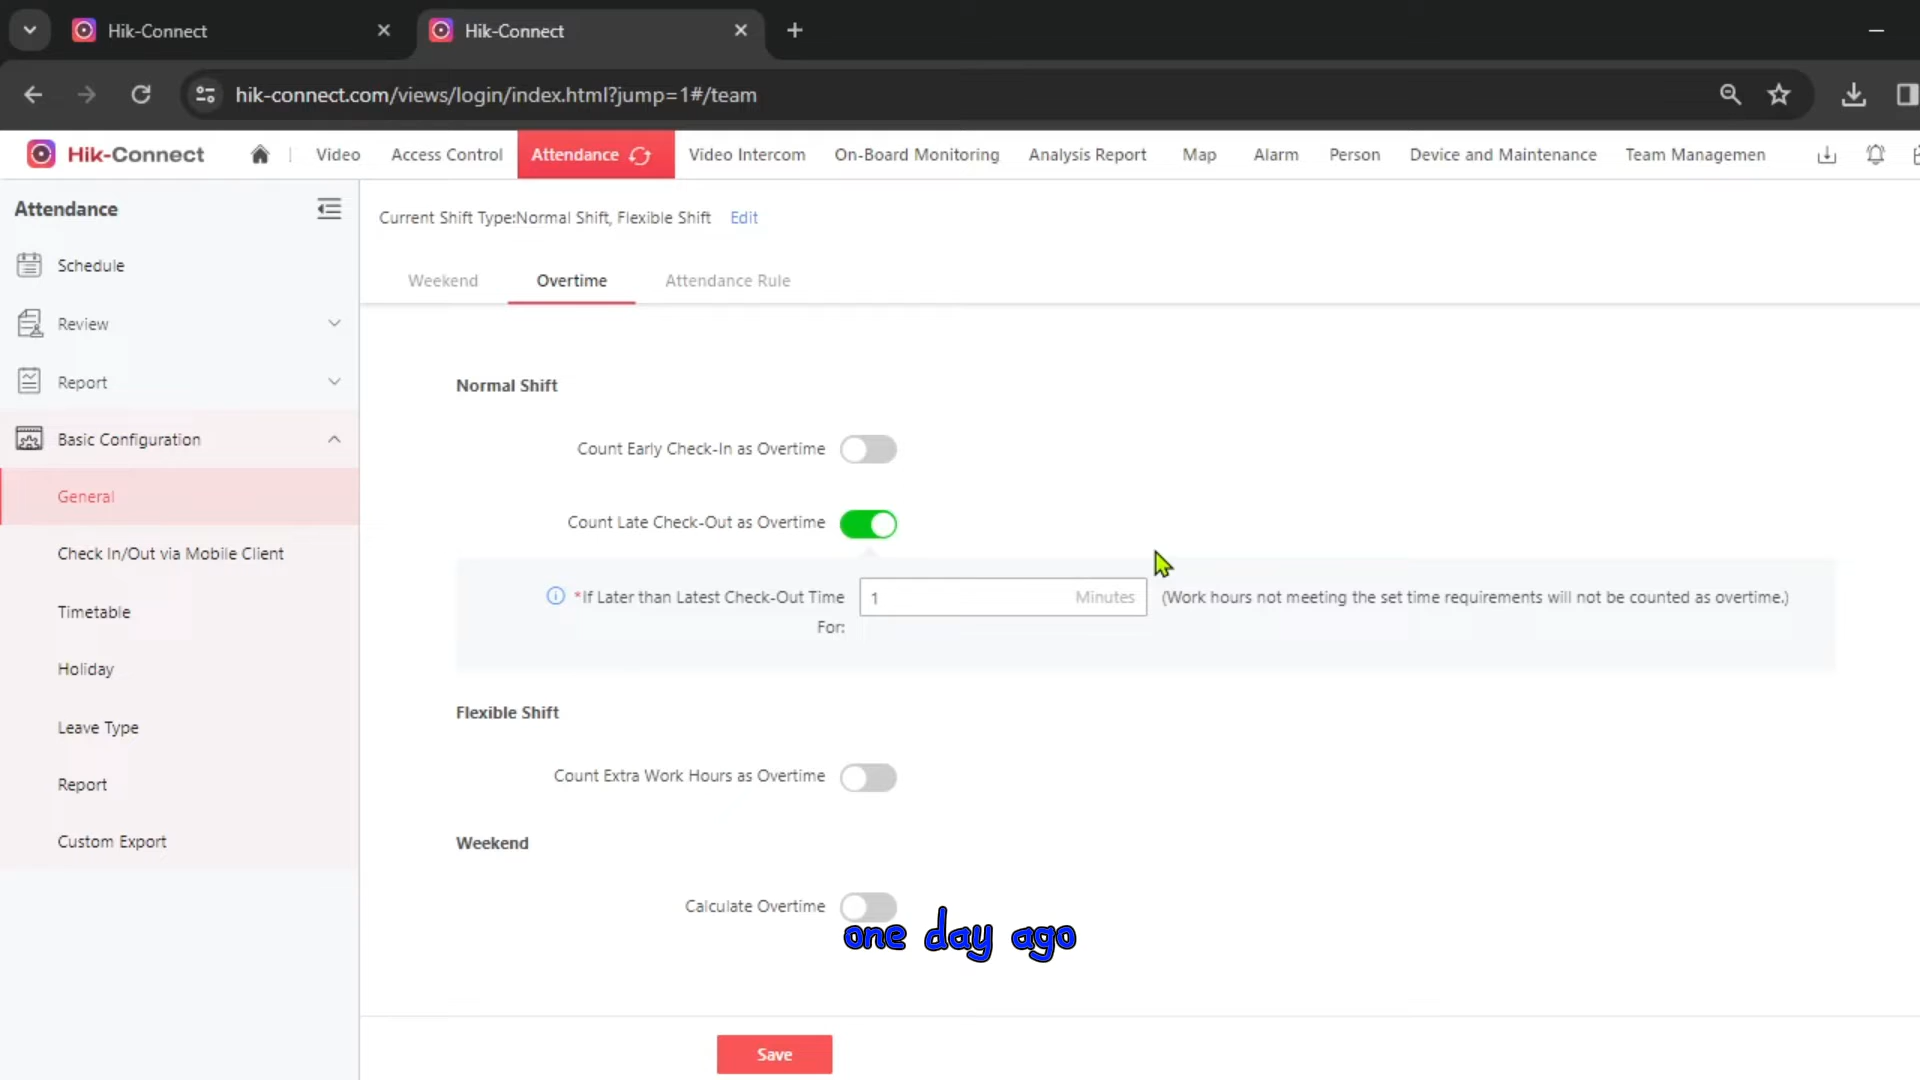 Hik-Connect
Hik-Connect
hik-connect.com/views/login/index.html?jump=1#/team
Hik-Connect Video Access Control Attendance Video Intercom On-Board Monitoring Analysis Report Map Alarm Person Device and Maintenance Team Managemen
Attendance
Schedule
Review
Report
Basic Configuration
General
Check In/Out via Mobile Client
Timetable
Holiday
Leave Type
Report
Custom Export
Current Shift Type:Normal Shift, Flexible Shift Edit
Weekend Overtime Attendance Rule
Normal Shift
Count Early Check-In as Overtime
Count Late Check-Out as Overtime
*If Later than Latest Check-Out Time 1 Minutes (Work hours not meeting the set time requirements will not be counted as overtime.)
For:
Flexible Shift
Count Extra Work Hours as Overtime
Weekend
Calculate Overtime
one day ago
Save